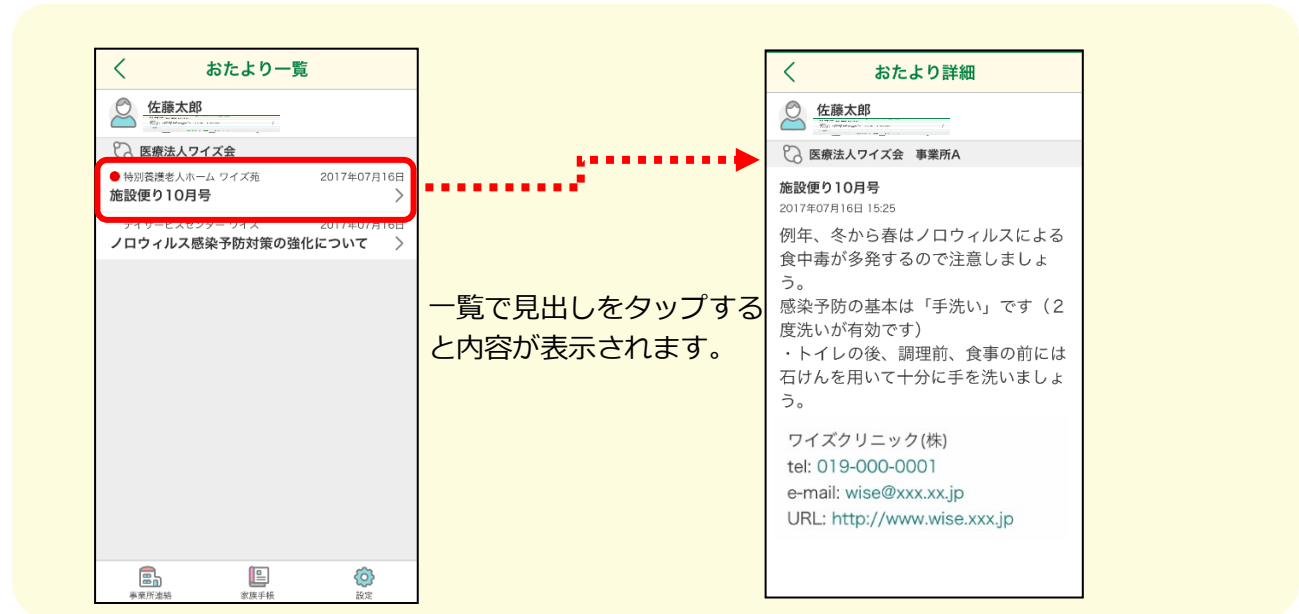 おたより一覧
佐藤太郎
医療法人ワイズ会
特別養護老人ホーム ワイズ苑 2017年07月16日
施設便り10月号
デイサービスセンター ワイズ 2017年07月16日
ノロウィルス感染予防対策の強化について
事業所連絡 家族手帳 設定
一覧で見出しをタップする
と内容が表示されます。
おたより詳細
佐藤太郎
医療法人ワイズ会 事業所A
施設便り10月号
2017年07月16日 15:25
例年、冬から春はノロウィルスによる
食中毒が多発するので注意しましょ
う。
感染予防の基本は「手洗い」です（2
度洗いが有効です）
・トイレの後、調理前、食事の前には
石けんを用いて十分に手を洗いましょ
う。
ワイズクリニック(株)
tel: 019-000-0001
e-mail: wise@xxx.xx.jp
URL: http://www.wise.xxx.jp